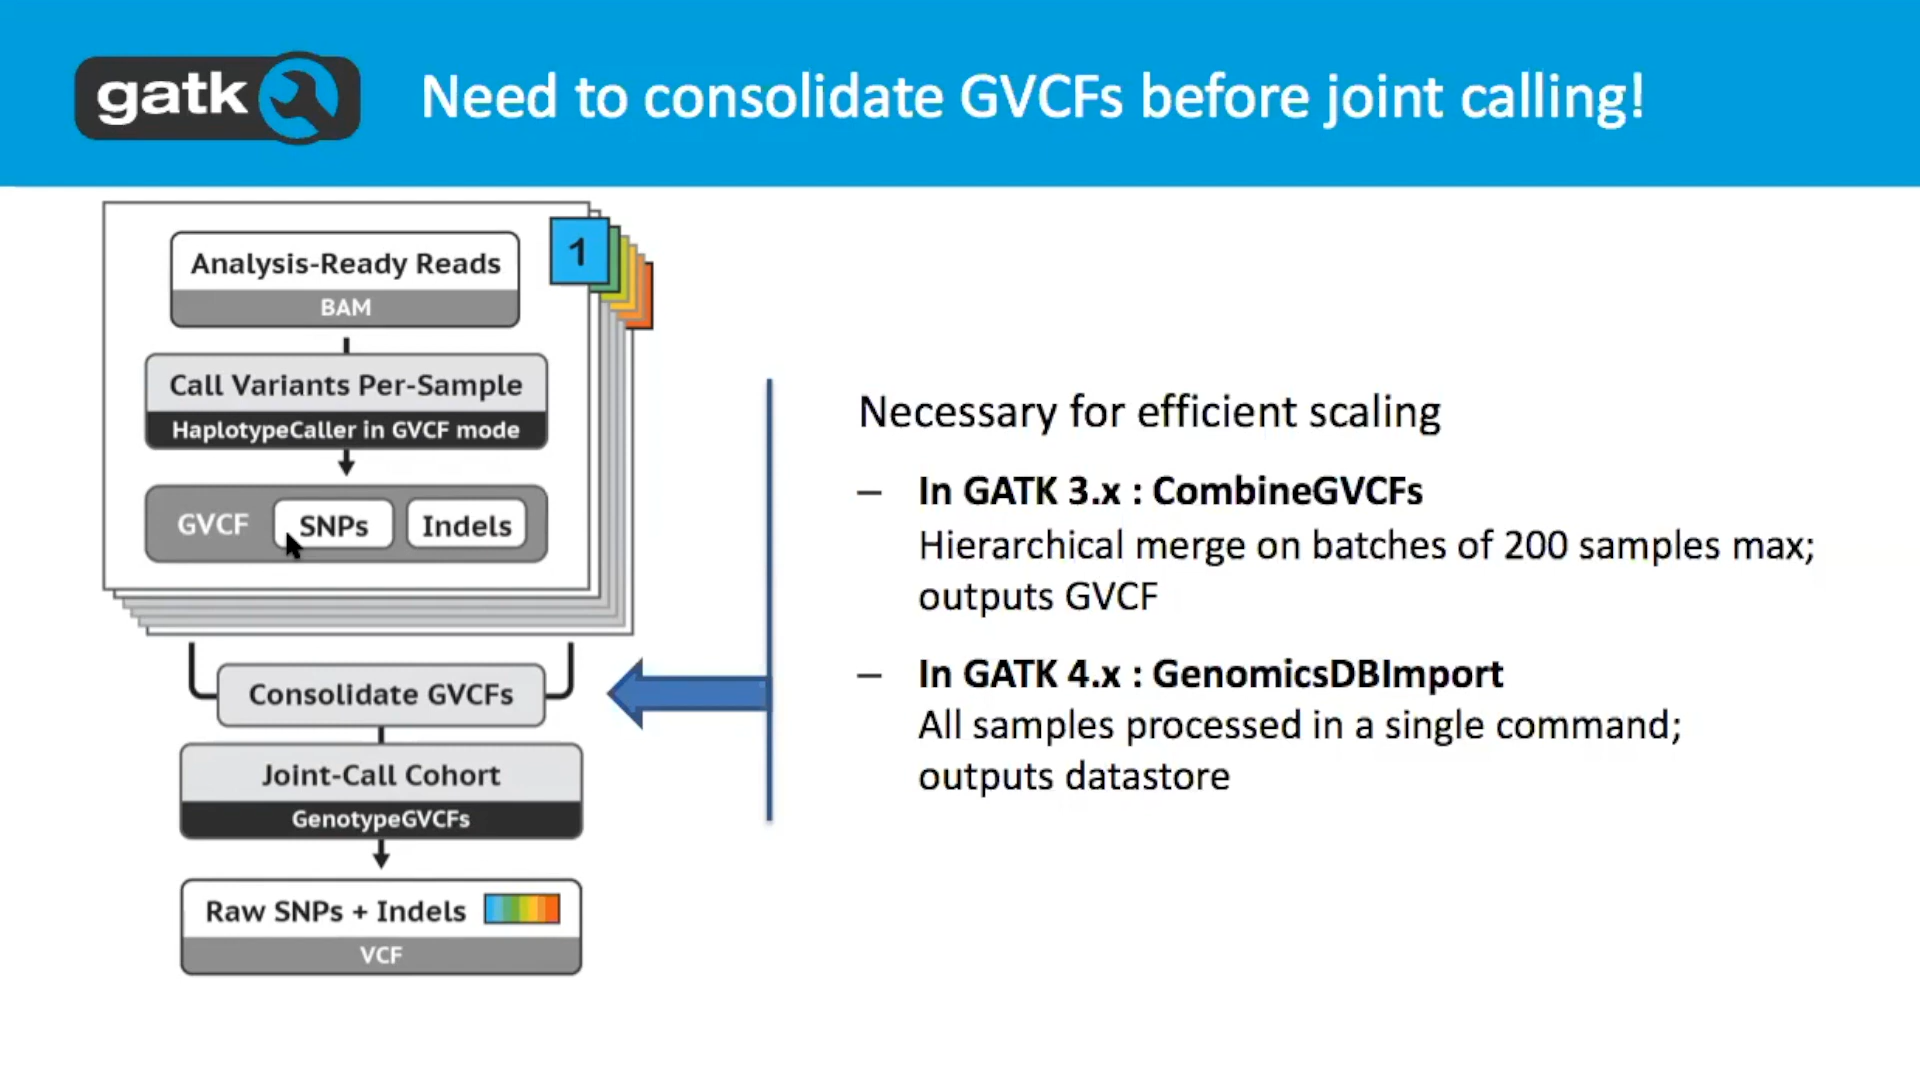 gatk
Need to consolidate GVCFs before joint calling!
1
Analysis-Ready Reads
BAM
Call Variants Per-Sample
HaplotypeCaller in GVCF mode
GVCF SNPs Indels
Consolidate GVCFs
Joint-Call Cohort
GenotypeGVCFs
Raw SNPs + Indels
VCF
Necessary for efficient scaling
– In GATK 3.x : CombineGVCFs
Hierarchical merge on batches of 200 samples max;
outputs GVCF
– In GATK 4.x : GenomicsDBImport
All samples processed in a single command;
outputs datastore